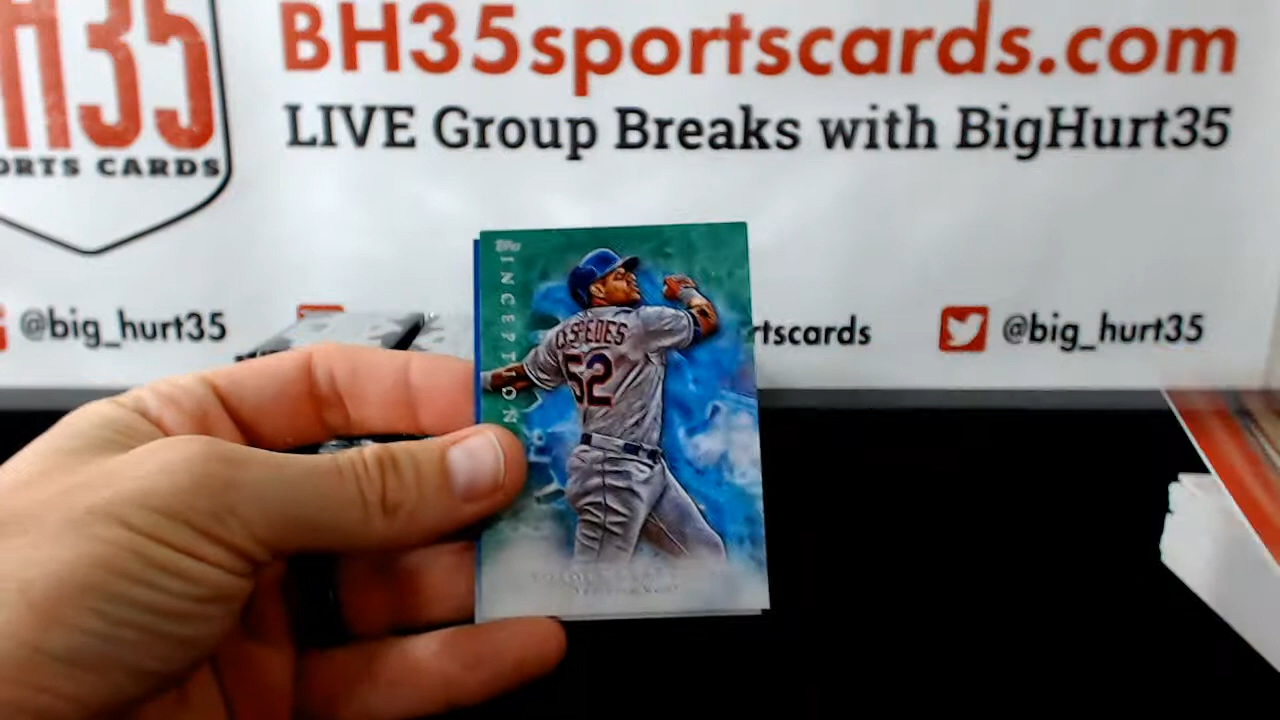 H35
ORTS CARDS
BH35sportscards.com
LIVE Group Breaks with BigHurt35
@big_hurt35
rtscards
@big_hurt35
Topps
INCEPTION
CESPEDES
52